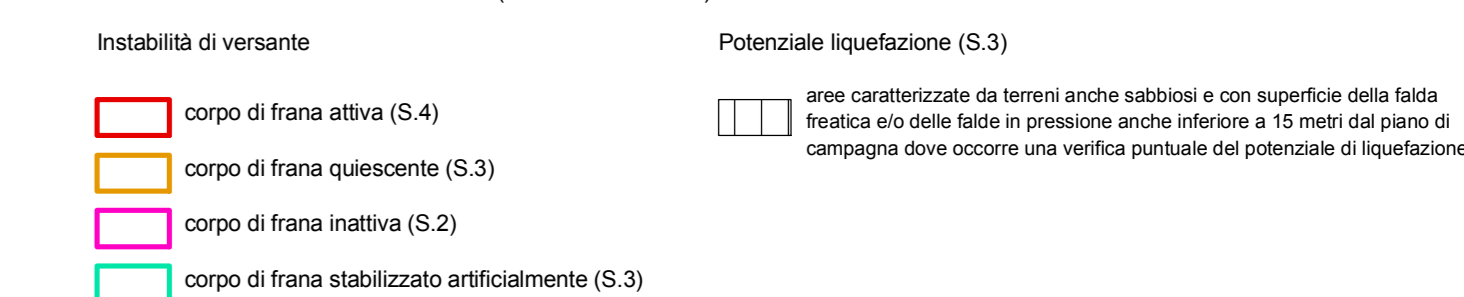 Instabilità di versante
corpo di frana attiva (S.4)
corpo di frana quiescente (S.3)
corpo di frana inattiva (S.2)
corpo di frana stabilizzato artificialmente (S.3)
Potenziale liquefazione (S.3)
aree caratterizzate da terreni anche sabbiosi e con superficie della falda
freatica e/o delle falde in pressione anche inferiore a 15 metri dal piano di
campagna dove occorre una verifica puntuale del potenziale di liquefazione